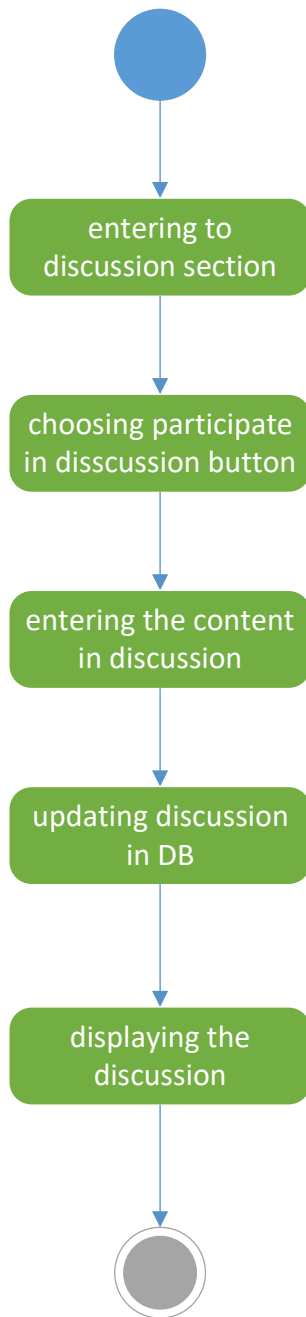 entering to
discussion section
choosing participate
in disscussion button
entering the content
in discussion
updating discussion
in DB
displaying the
discussion